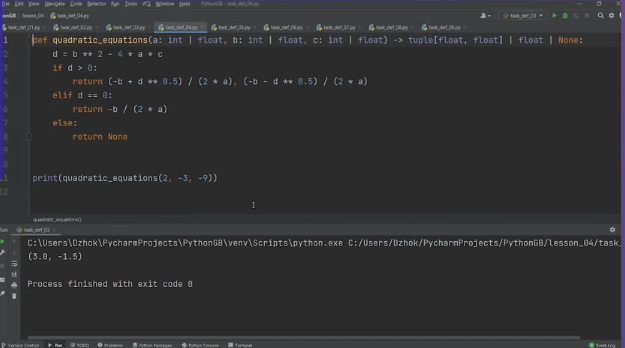 File Edit View Navigate Code Refactor Run Tools VCS Window Help PythonGB - task_def_04.py
lesson_04 task_def_04.py
task_def_03
task_def_01.py task_def_02.py task_def_03.py task_def_04.py task_def_05.py task_def_06.py task_def_07.py task_def_08.py task_def_09.py
1 def quadratic_equations(a: int | float, b: int | float, c: int | float) -> tuple[float, float] | float | None:
2 d = b ** 2 - 4 * a * c
3 if d > 0:
4 return (-b + d ** 0.5) / (2 * a), (-b - d ** 0.5) / (2 * a)
5 elif d == 0:
6 return -b / (2 * a)
7 else:
8 return None
9
0
11 print(quadratic_equations(2, -3, -9))
12
quadratic_equations()
task_def_03
C:\Users\Dzhok\PycharmProjects\PythonGB\venv\Scripts\python.exe C:/Users/Dzhok/PycharmProjects/PythonGB/lesson_04/task_
(3.0, -1.5)
Process finished with exit code 0
Version Control Run TODO Problems Python Packages Python Console Terminal Event Log